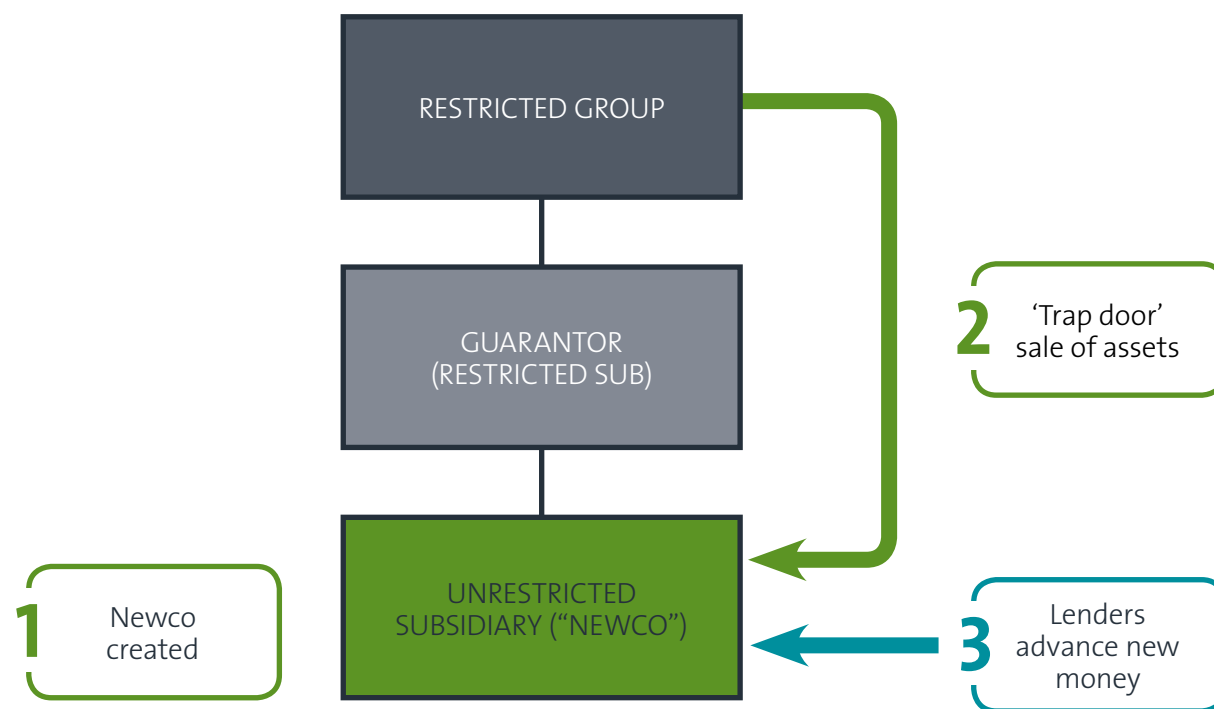 RESTRICTED GROUP
GUARANTOR
(RESTRICTED SUB)
2
‘Trap door’
sale of assets
UNRESTRICTED
SUBSIDIARY (“NEWCO”)
1
Newco
created
3
Lenders
advance new
money